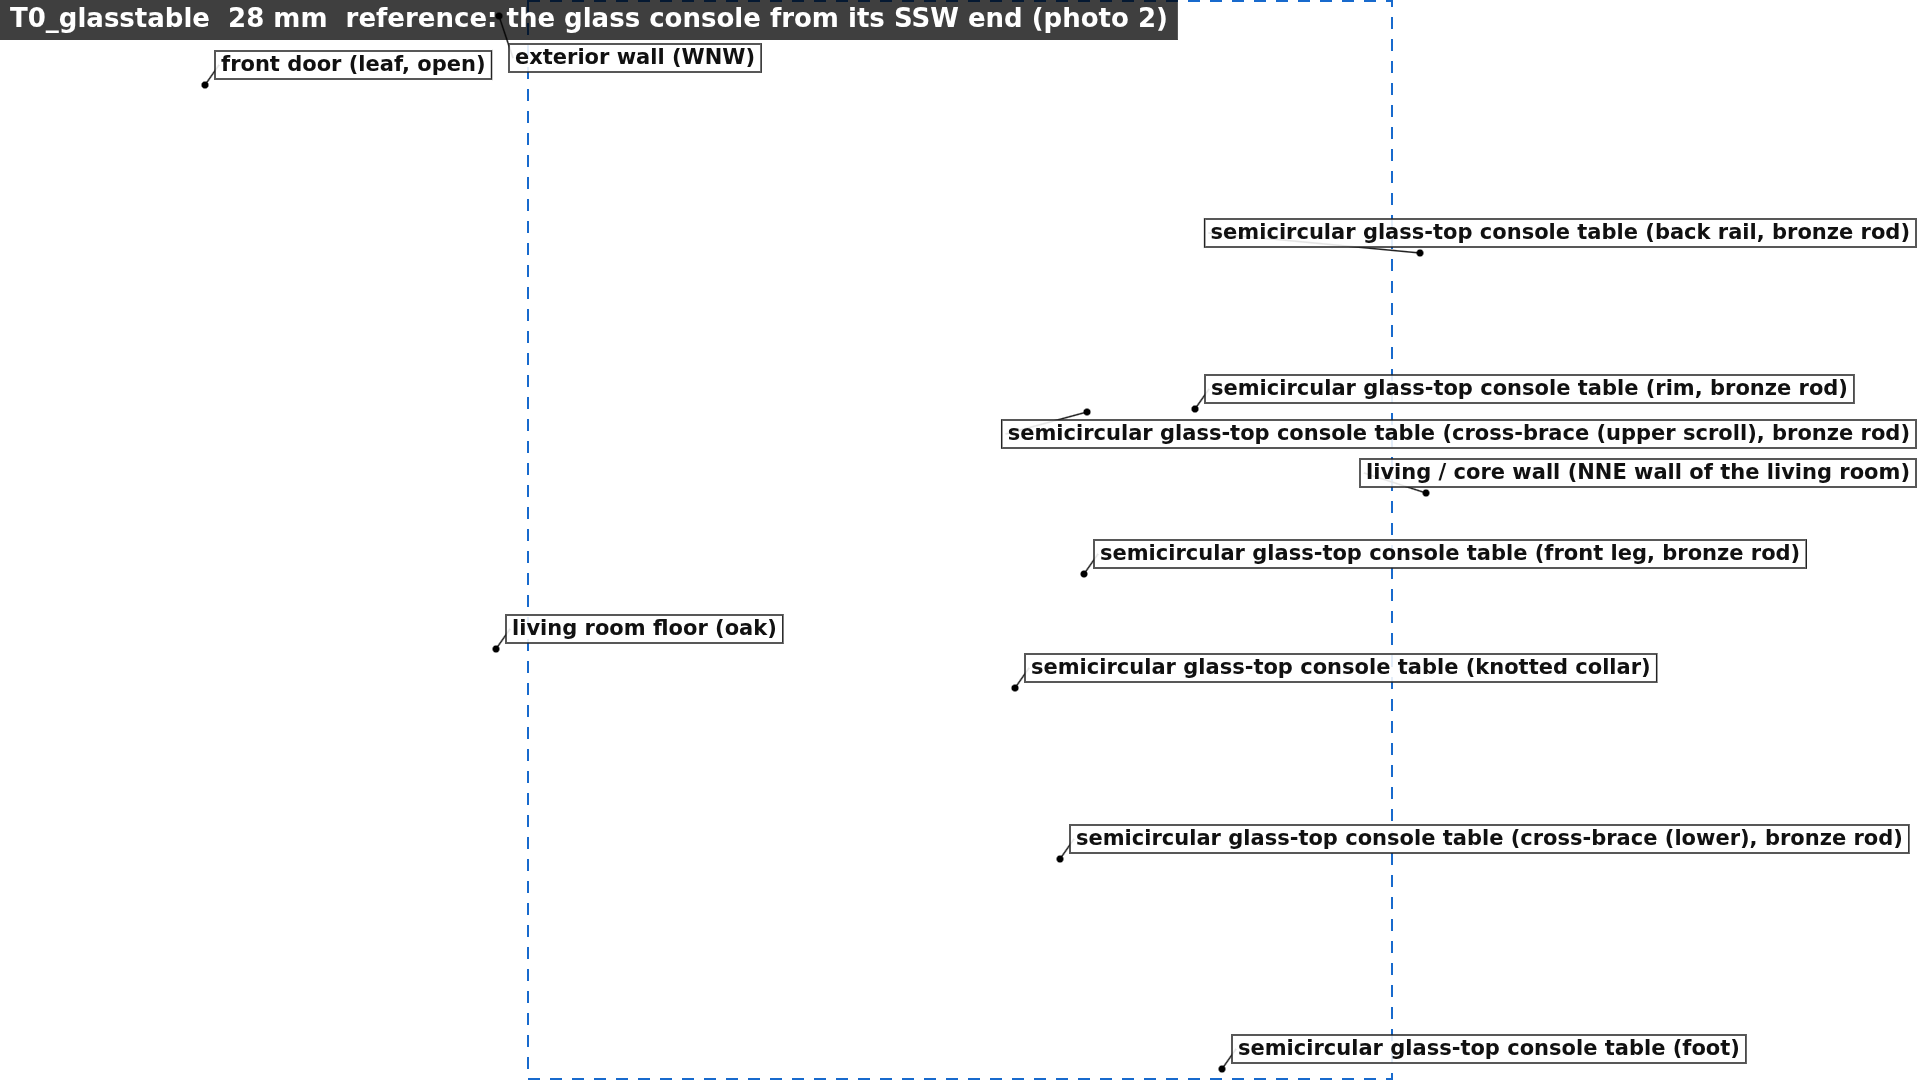 T0_glasstable  28 mm  reference: the glass console from its SSW end (photo 2)
exterior wall (WNW)
front door (leaf, open)
semicircular glass-top console table (back rail, bronze rod)
semicircular glass-top console table (rim, bronze rod)
semicircular glass-top console table (cross-brace (upper scroll), bronze rod)
living / core wall (NNE wall of the living room)
semicircular glass-top console table (front leg, bronze rod)
living room floor (oak)
semicircular glass-top console table (knotted collar)
semicircular glass-top console table (cross-brace (lower), bronze rod)
semicircular glass-top console table (foot)